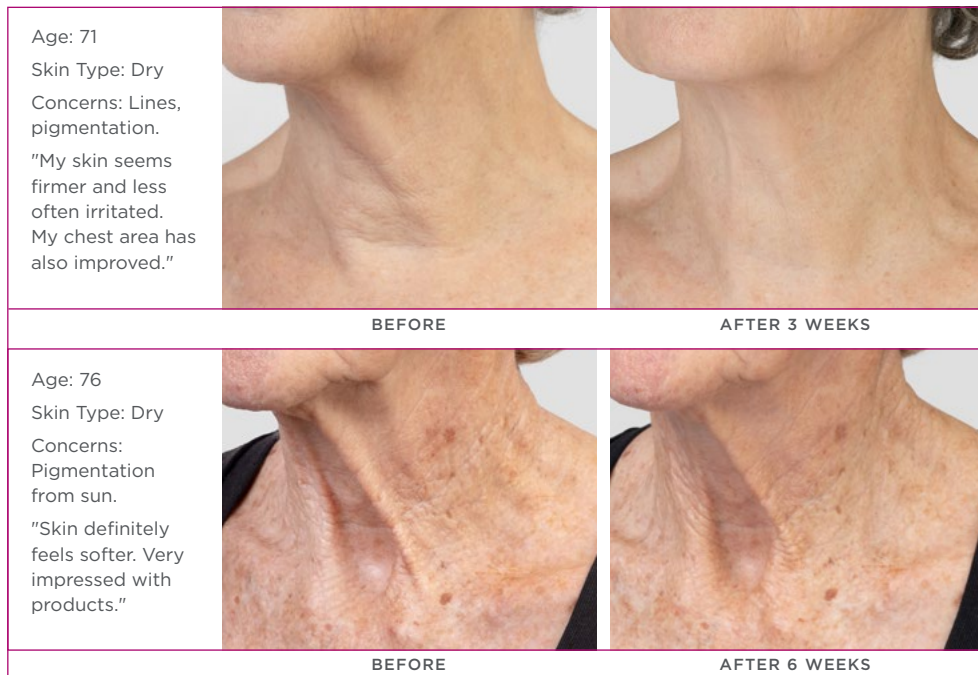 Age: 71
Skin Type: Dry
Concerns: Lines,
pigmentation.
"My skin seems
firmer and less
often irritated.
My chest area has
also improved."
BEFORE
AFTER 3 WEEKS
Age: 76
Skin Type: Dry
Concerns:
Pigmentation
from sun.
"Skin definitely
feels softer. Very
impressed with
products."
BEFORE
AFTER 6 WEEKS